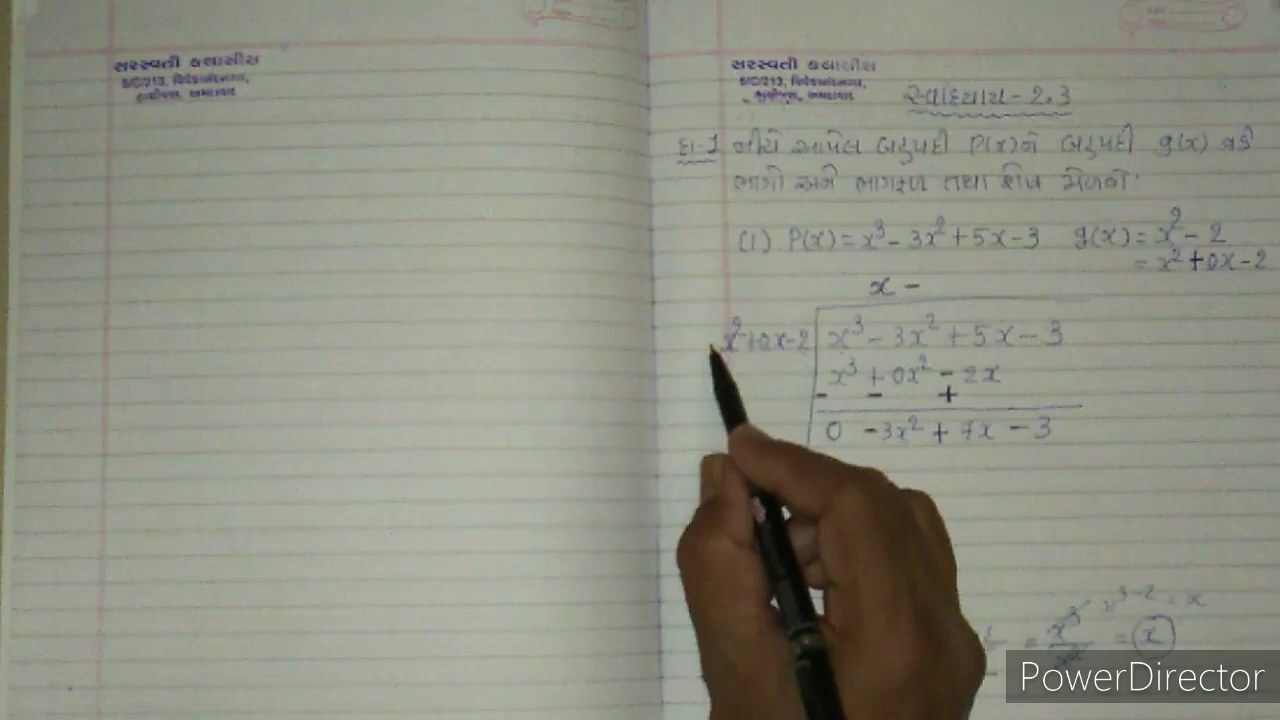 સરસ્વતી ક્લાસીસ
સરસ્વતી ક્લાસીસ
સ્વાધ્યાય - 2.3
દા-1 નીચે આપેલ બહુપદી P(x)ને બહુપદી g(x) વડે
ભાગો અને ભાગફળ તથા શેષ મેળવો.
(1) P(x) = x³ - 3x² + 5x - 3 g(x) = x² - 2
= x² + 0x - 2
x -
x² + 0x - 2 x³ - 3x² + 5x - 3
x³ + 0x² - 2x
- - +
0 - 3x² + 7x - 3
x³⁻² = x
= x³ = x
PowerDirector